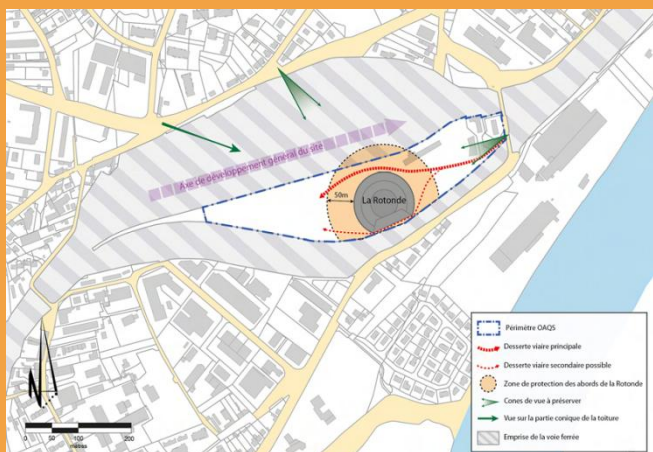 Axe de développement général du site
50m
La Rotonde
N
0 50 100 200
mètres
Périmètre OAQS
Desserte viaire principale
Desserte viaire secondaire possible
Zone de protection des abords de la Rotonde
Cones de vue à préserver
Vue sur la partie conique de la toiture
Emprise de la voie ferrée